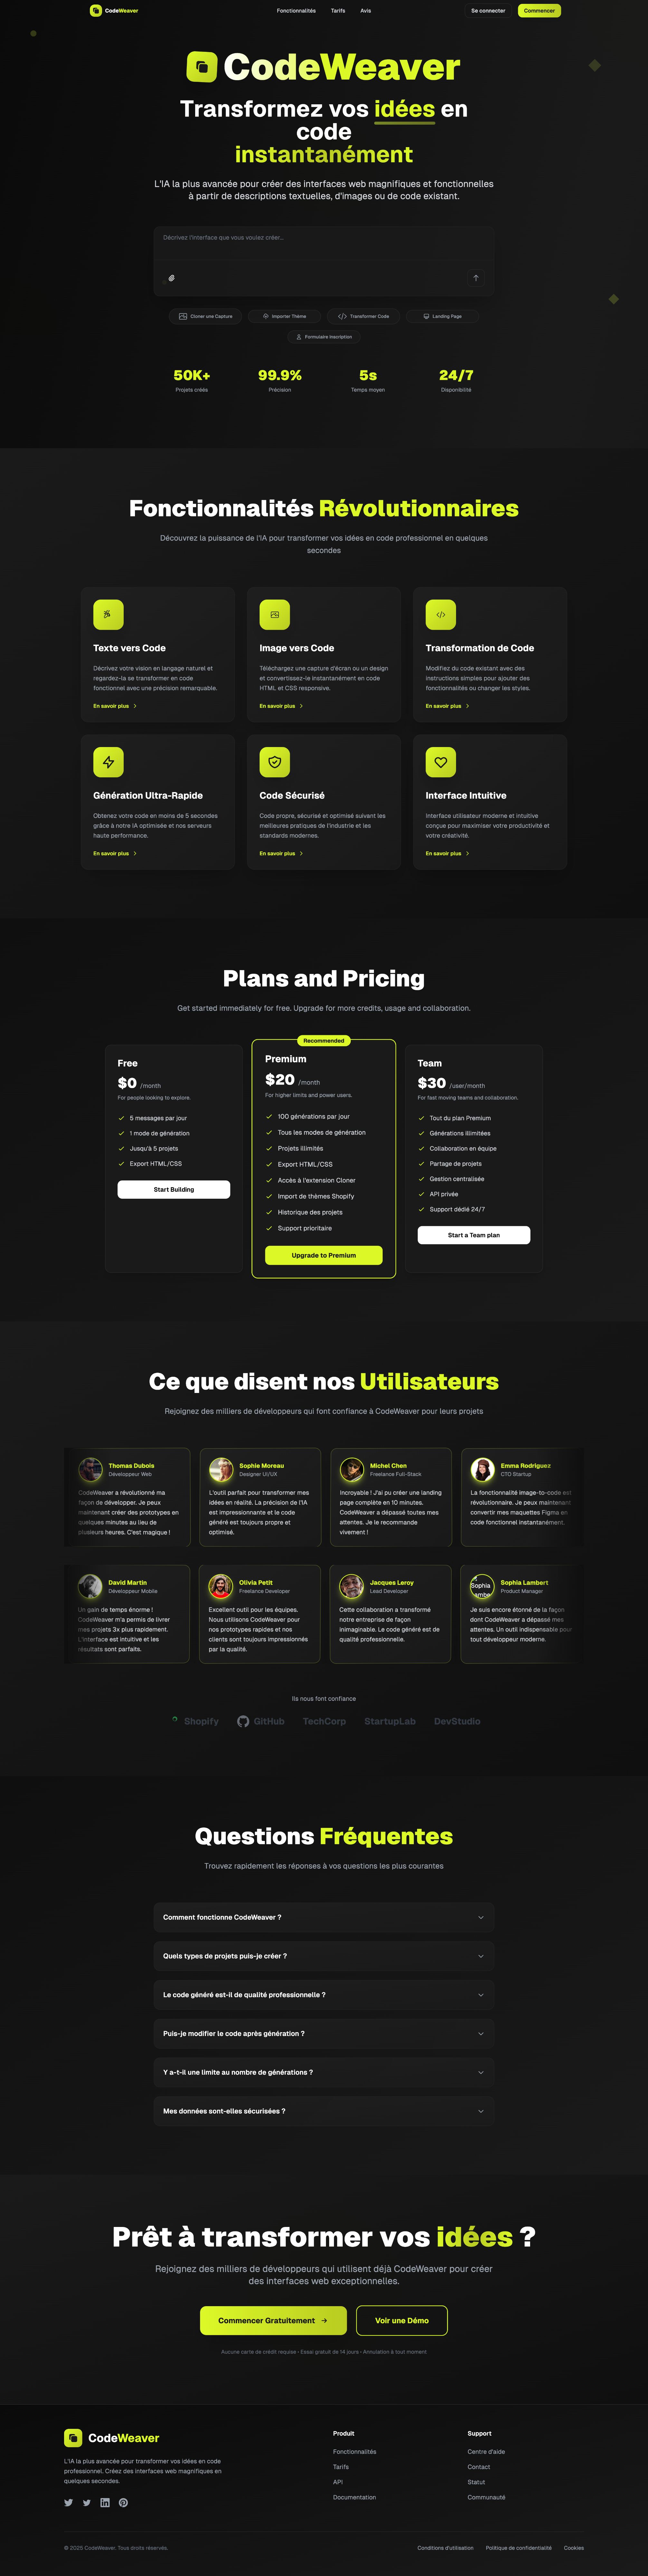 CodeWeaver
Fonctionnalités
Tarifs
Avis
Se connecter
Commencer
CodeWeaver
Transformez vos idées en
code
instantanément
L'IA la plus avancée pour créer des interfaces web magnifiques et fonctionnelles
à partir de descriptions textuelles, d'images ou de code existant.
Décrivez l'interface que vous voulez créer...
Cloner une Capture
Importer Thème
Transformer Code
Landing Page
Formulaire Inscription
50K+
99.9%
5s
24/7
Projets créés
Précision
Temps moyen
Disponibilité
Fonctionnalités Révolutionnaires
Découvrez la puissance de l'IA pour transformer vos idées en code professionnel en quelques
secondes
Texte vers Code
Décrivez votre vision en langage naturel et
regardez-la se transformer en code
fonctionnel avec une précision remarquable.
En savoir plus
Image vers Code
Téléchargez une capture d'écran ou un design
et convertissez-le instantanément en code
HTML et CSS responsive.
En savoir plus
Transformation de Code
Modifiez du code existant avec des
instructions simples pour ajouter des
fonctionnalités ou changer les styles.
En savoir plus
Génération Ultra-Rapide
Obtenez votre code en moins de 5 secondes
grâce à notre IA optimisée et nos serveurs
haute performance.
En savoir plus
Code Sécurisé
Code propre, sécurisé et optimisé suivant les
meilleures pratiques de l'industrie et les
standards modernes.
En savoir plus
Interface Intuitive
Interface utilisateur moderne et intuitive
conçue pour maximiser votre productivité et
votre créativité.
En savoir plus
Plans and Pricing
Get started immediately for free. Upgrade for more credits, usage and collaboration.
Free
$0 /month
For people looking to explore.
5 messages par jour
1 mode de génération
Jusqu'à 5 projets
Export HTML/CSS
Start Building
Recommended
Premium
$20 /month
For higher limits and power users.
100 générations par jour
Tous les modes de génération
Projets illimités
Export HTML/CSS
Accès à l'extension Cloner
Import de thèmes Shopify
Historique des projets
Support prioritaire
Upgrade to Premium
Team
$30 /user/month
For fast moving teams and collaboration.
Tout du plan Premium
Générations illimitées
Collaboration en équipe
Partage de projets
Gestion centralisée
API privée
Support dédié 24/7
Start a Team plan
Ce que disent nos Utilisateurs
Rejoignez des milliers de développeurs qui font confiance à CodeWeaver pour leurs projets
Thomas Dubois
Développeur Web
CodeWeaver a révolutionné ma
façon de développer. Je peux
maintenant créer des prototypes en
quelques minutes au lieu de
plusieurs heures. C'est magique !
Sophie Moreau
Designer UI/UX
L'outil parfait pour transformer mes
idées en réalité. La précision de l'IA
est impressionnante et le code
généré est toujours propre et
optimisé.
Michel Chen
Freelance Full-Stack
Incroyable ! J'ai pu créer une landing
page complète en 10 minutes.
CodeWeaver a dépassé toutes mes
attentes. Je le recommande
vivement !
Emma Rodriguez
CTO Startup
La fonctionnalité image-to-code est
révolutionnaire. Je peux maintenant
convertir mes maquettes Figma en
code fonctionnel instantanément.
David Martin
Développeur Mobile
Un gain de temps énorme !
CodeWeaver m'a permis de livrer
mes projets 3x plus rapidement.
L'interface est intuitive et les
résultats sont parfaits.
Olivia Petit
Freelance Developer
Excellent outil pour les équipes.
Nous utilisons CodeWeaver pour
nos prototypes rapides et nos
clients sont toujours impressionnés
par la qualité.
Jacques Leroy
Lead Developer
Cette collaboration a transformé
notre entreprise de façon
inimaginable. Le code généré est de
qualité professionnelle.
Sophia
Sophia Lambert
Product Manager
Je suis encore étonné de la façon
dont CodeWeaver a dépassé mes
attentes. Un outil indispensable pour
tout développeur moderne.
Ils nous font confiance
Shopify
GitHub
TechCorp
StartupLab
DevStudio
Questions Fréquentes
Trouvez rapidement les réponses à vos questions les plus courantes
Comment fonctionne CodeWeaver ?
Quels types de projets puis-je créer ?
Le code généré est-il de qualité professionnelle ?
Puis-je modifier le code après génération ?
Y a-t-il une limite au nombre de générations ?
Mes données sont-elles sécurisées ?
Prêt à transformer vos idées ?
Rejoignez des milliers de développeurs qui utilisent déjà CodeWeaver pour créer
des interfaces web exceptionnelles.
Commencer Gratuitement
Voir une Démo
Aucune carte de crédit requise • Essai gratuit de 14 jours • Annulation à tout moment
CodeWeaver
L'IA la plus avancée pour transformer vos idées en code
professionnel. Créez des interfaces web magnifiques en
quelques secondes.
Produit
Fonctionnalités
Tarifs
API
Documentation
Support
Centre d'aide
Contact
Statut
Communauté
© 2025 CodeWeaver. Tous droits réservés.
Conditions d'utilisation
Politique de confidentialité
Cookies